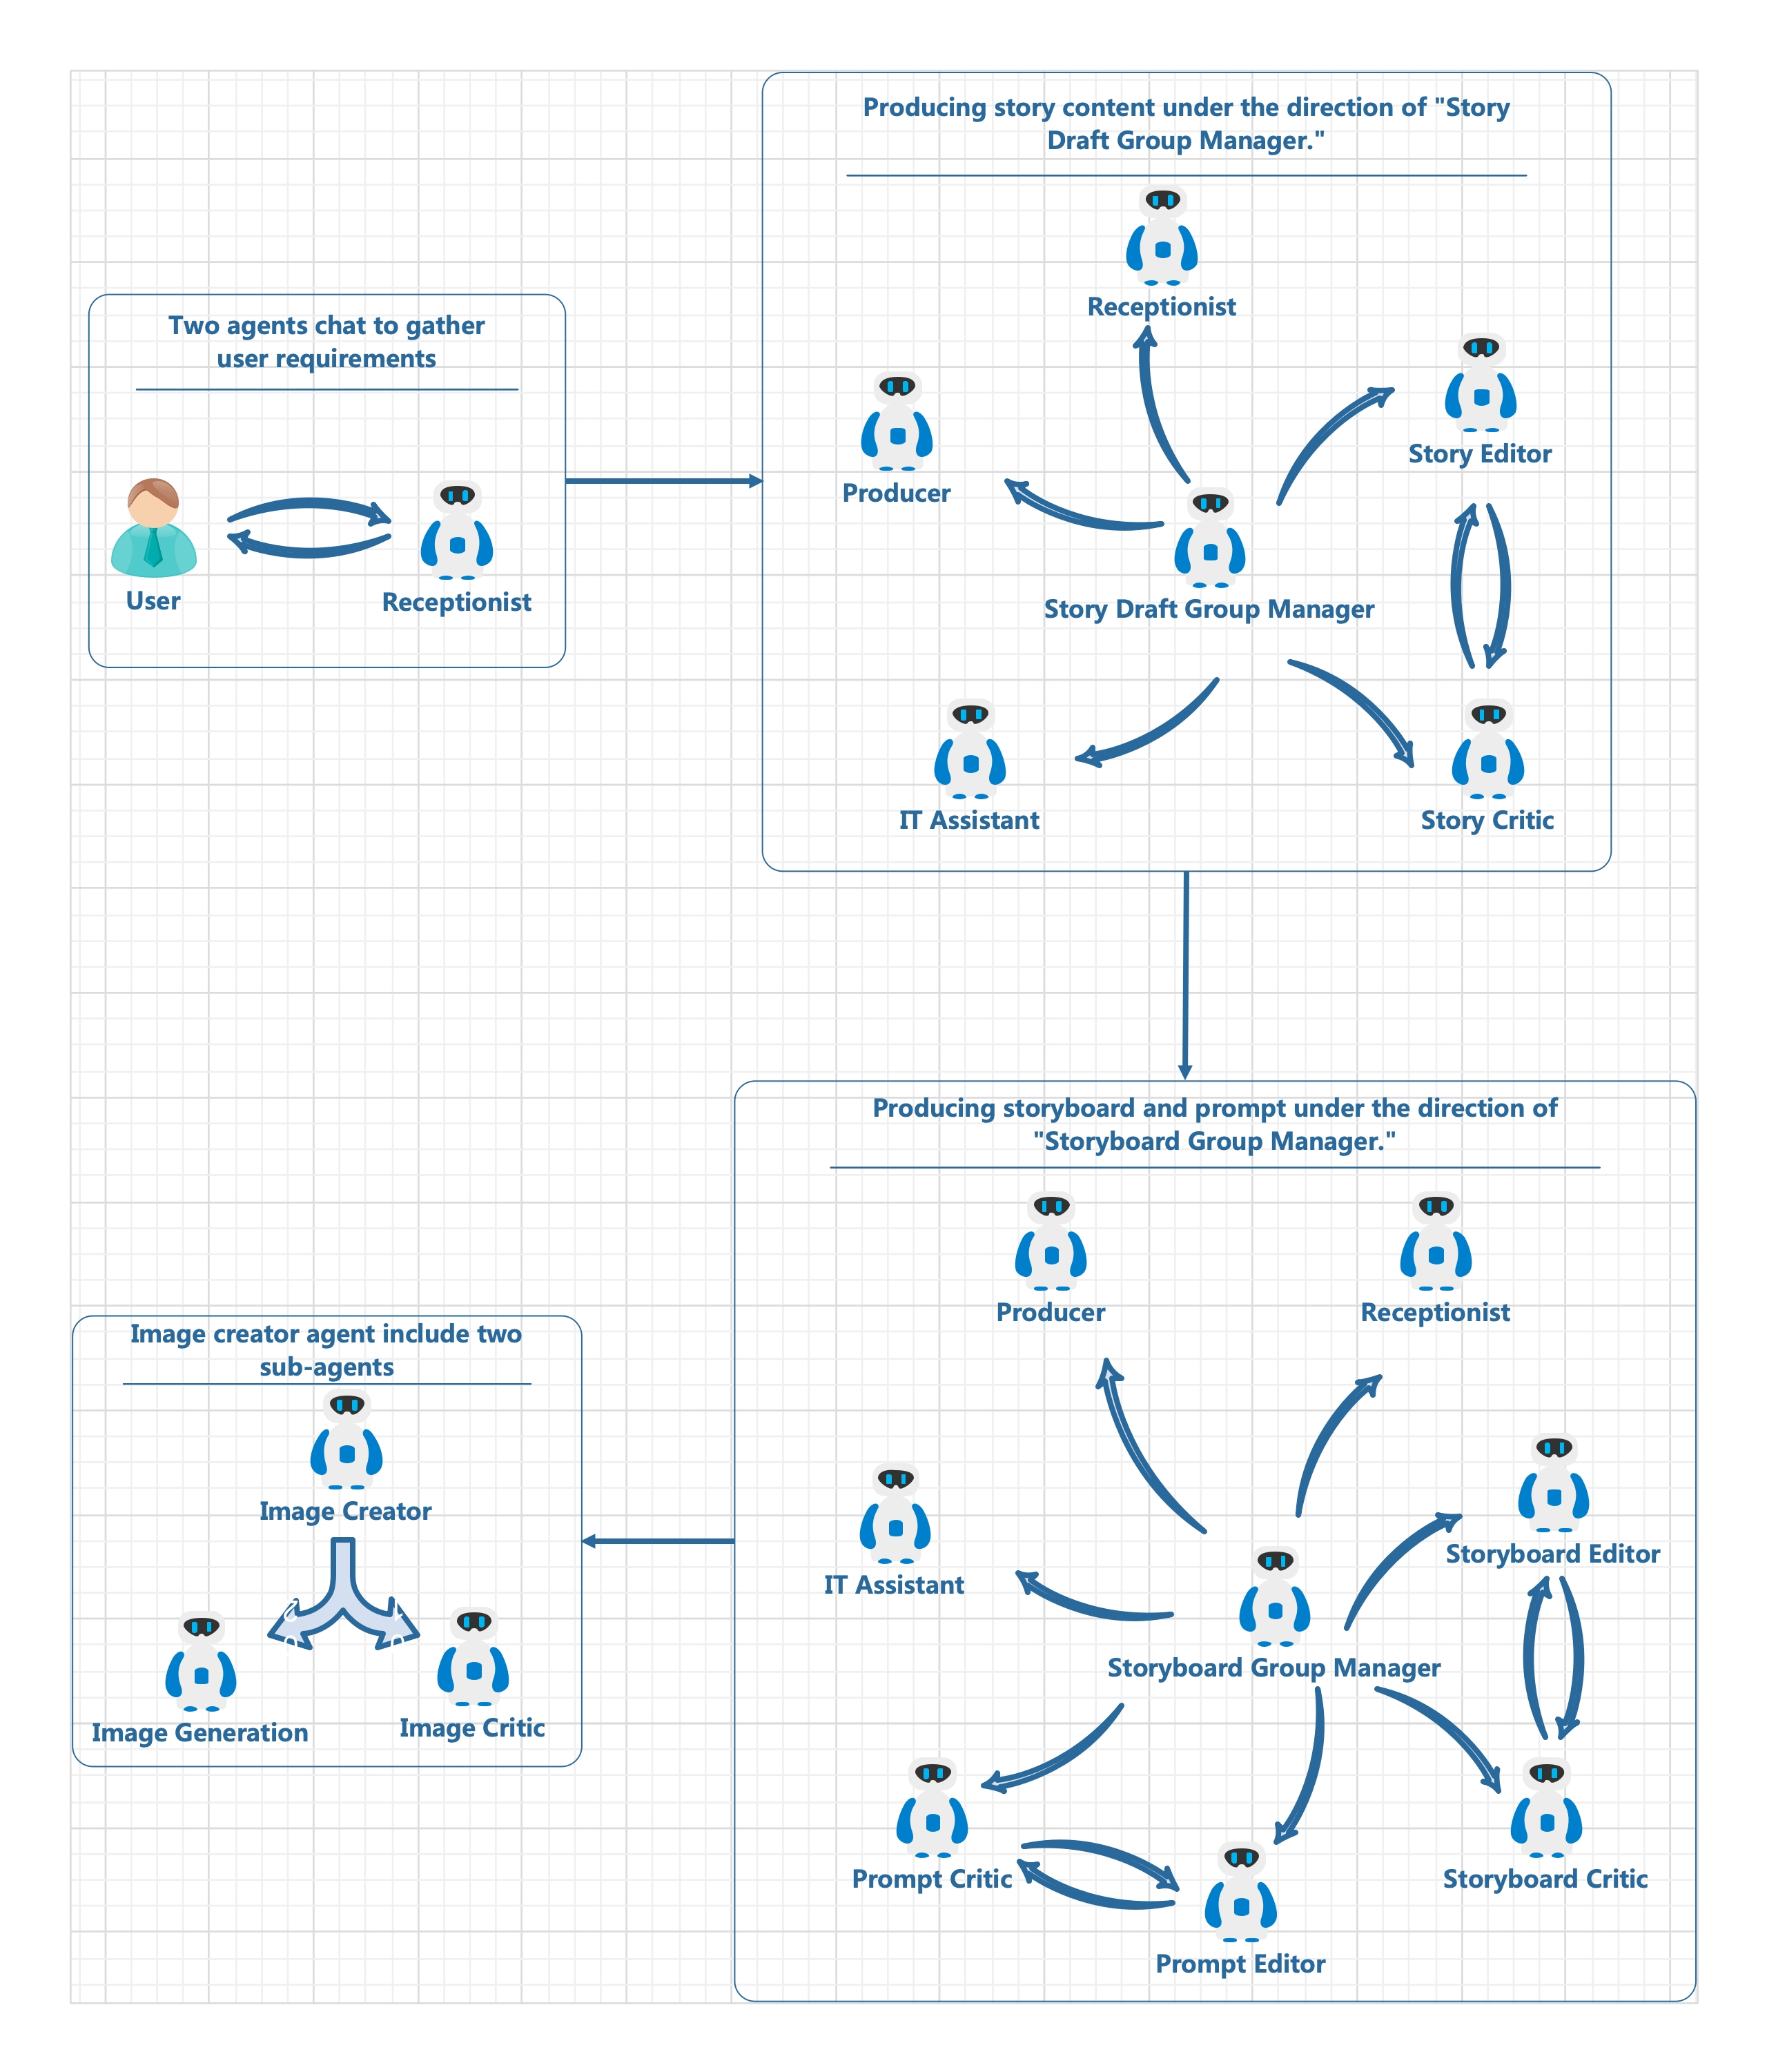 Two agents chat to gather
user requirements
User
Receptionist
Producing story content under the direction of "Story
Draft Group Manager."
Receptionist
Story Editor
Producer
Story Draft Group Manager
IT Assistant
Story Critic
Producing storyboard and prompt under the direction of
"Storyboard Group Manager."
Producer
Receptionist
Storyboard Editor
IT Assistant
Storyboard Group Manager
Prompt Critic
Storyboard Critic
Prompt Editor
Image creator agent include two
sub-agents
Image Creator
Image Generation
Image Critic